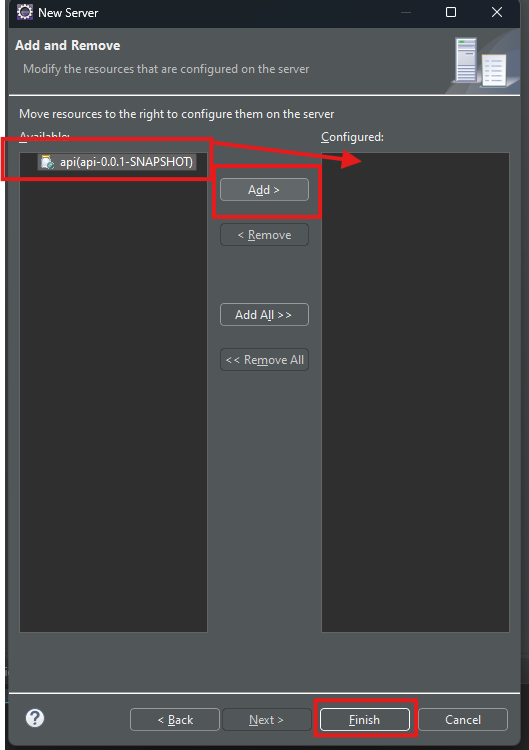 New Server
Add and Remove
Modify the resources that are configured on the server
Move resources to the right to configure them on the server
Available:
Configured:
api(api-0.0.1-SNAPSHOT)
Add >
< Remove
Add All >>
<< Remove All
?
< Back
Next >
Finish
Cancel